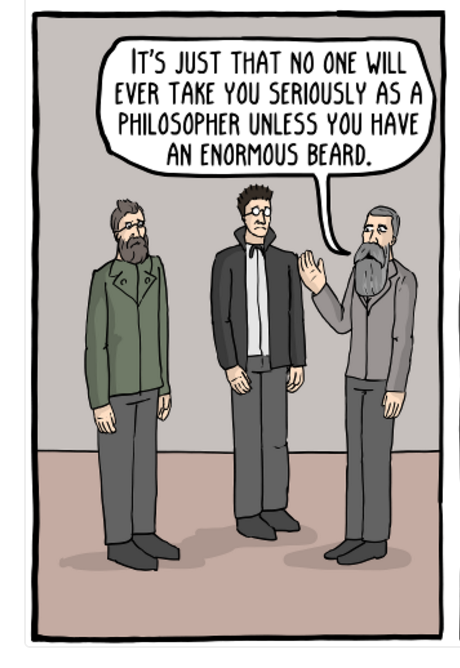 IT'S JUST THAT NO ONE WILL
EVER TAKE YOU SERIOUSLY AS A
PHILOSOPHER UNLESS YOU HAVE
AN ENORMOUS BEARD.